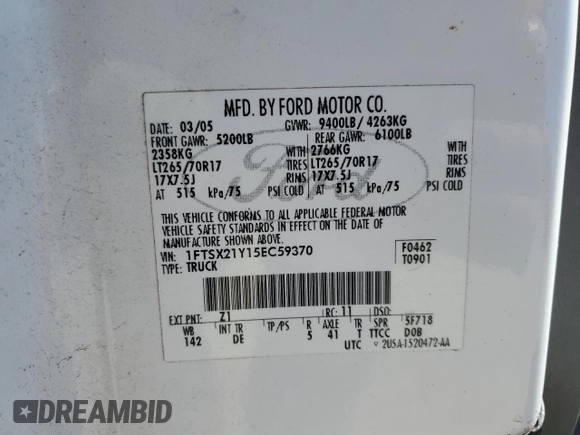 MFD. BY FORD MOTOR CO.
DATE: 03/05 GVWR: 9400LB/ 4263KG
FRONT GAWR: 5200LB REAR GAWR: 6100LB
2358KG WITH 2766KG WITH
LT265/70R17 TIRES LT265/70R17 TIRES
17X7.5J RIMS 17X7.5J RIMS
AT 515 kPa/75 PSI COLD AT 515 kPa/75 PSI COLD
THIS VEHICLE CONFORMS TO ALL APPLICABLE FEDERAL MOTOR
VEHICLE SAFETY STANDARDS IN EFFECT ON THE DATE OF
MANUFACTURE SHOWN ABOVE.
VIN: 1FTSX21Y15EC59370 F0462
TYPE: TRUCK T0901
EXT PNT: Z1 RC: 11 DSO:
WB INT TR TP/PS R AXLE TR SPR 5F718
142 DE 5 41 T TTCC DOB
UTC ▽ 2USA-1520472-AA
Ford
DREAMBID